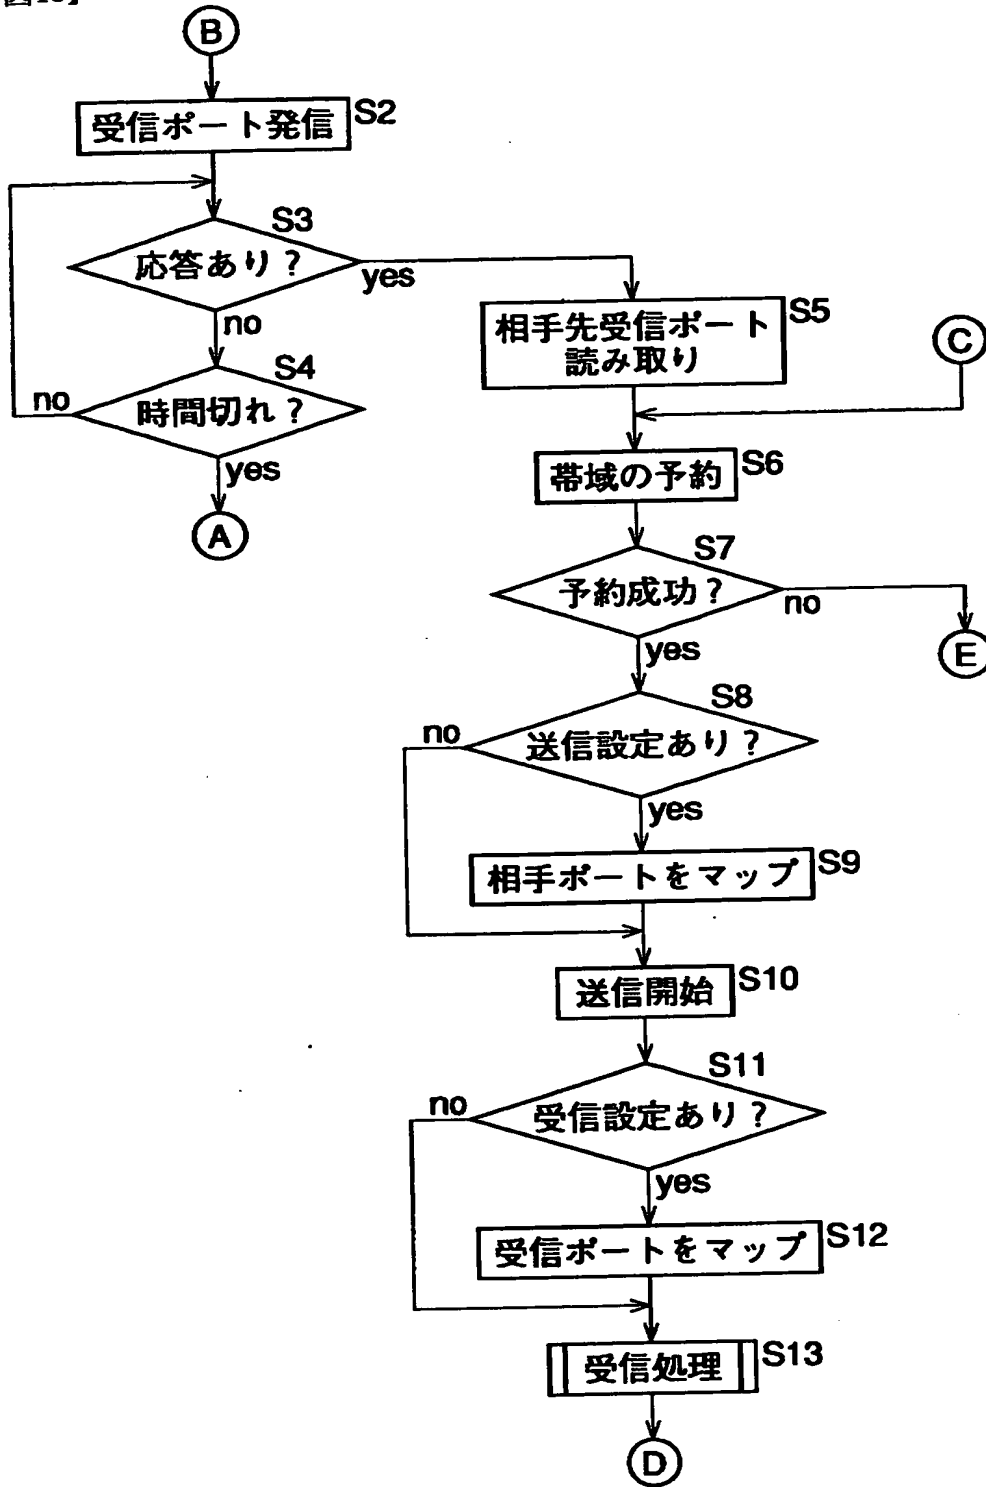 B
受信ポート発信 S2
S3
応答あり？
yes
no
S4
時間切れ？
no
yes
A
相手先受信ポート
読み取り
S5
C
帯域の予約 S6
S7
予約成功？
no
E
yes
S8
送信設定あり？
no
yes
相手ポートをマップ S9
送信開始 S10
S11
受信設定あり？
no
yes
受信ポートをマップ S12
受信処理 S13
D